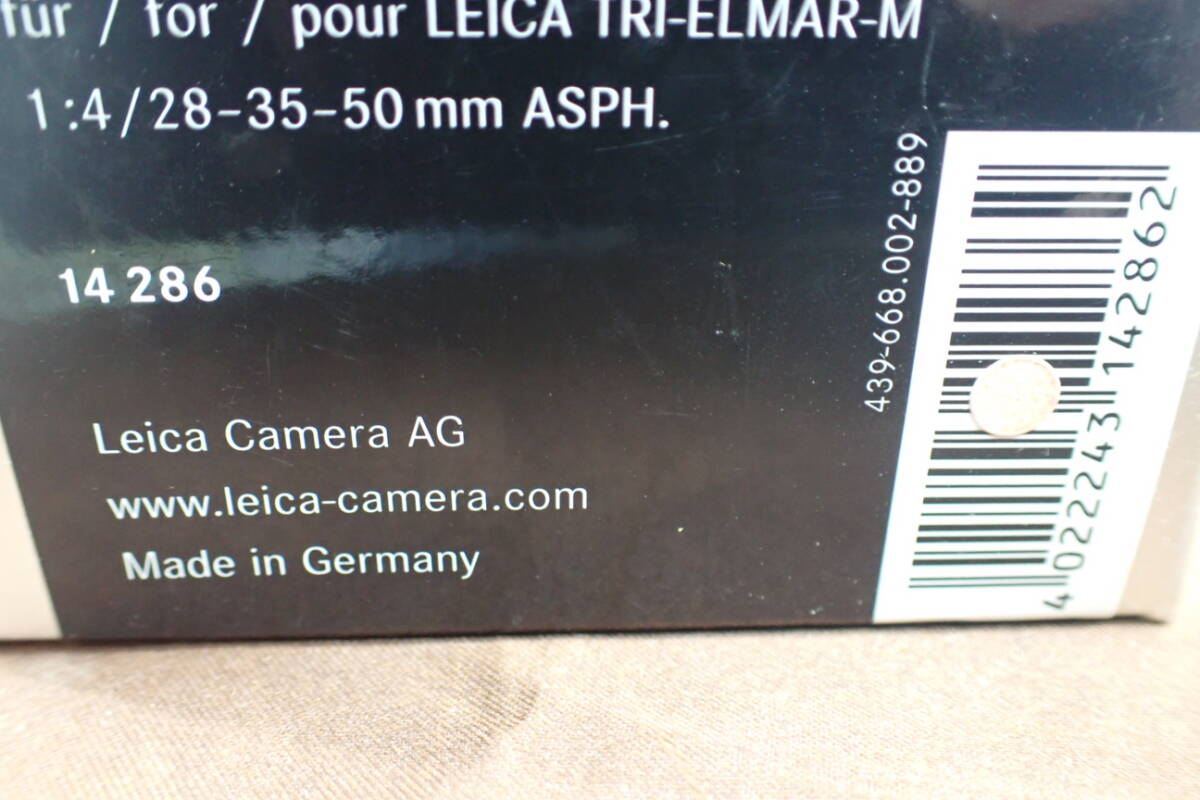 für / for / pour LEICA TRI-ELMAR-M
1:4/28-35-50 mm ASPH.
14 286
Leica Camera AG
www.leica-camera.com
Made in Germany
439-668.002-889
4 022243 142862